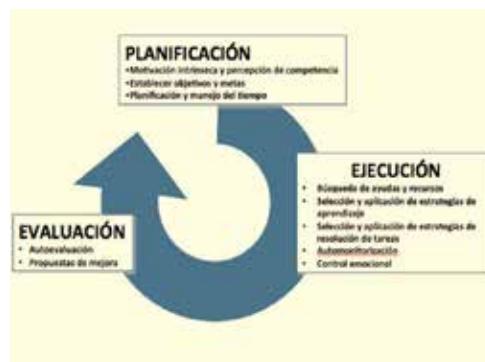 PLANIFICACIÓN
•Motivación intrínseca y percepción de competencia
•Establecer objetivos y metas
•Planificación y manejo del tiempo
EJECUCIÓN
• Búsqueda de ayudas y recursos
• Selección y aplicación de estrategias de
aprendizaje
• Selección y aplicación de estrategias de
resolución de tareas
• Automonitorización
• Control emocional
EVALUACIÓN
• Autoevaluación
• Propuestas de mejora